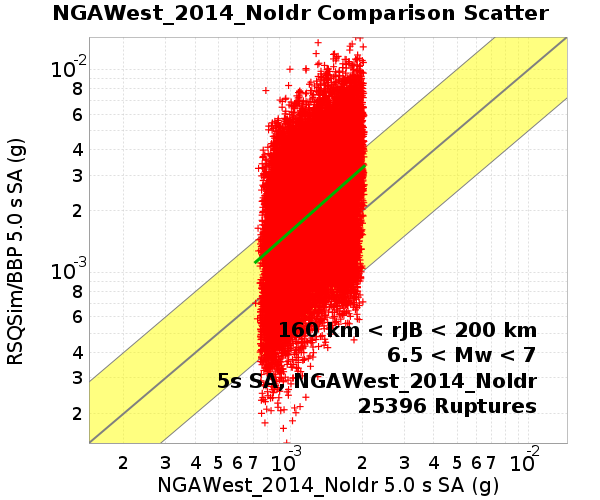 NGAWest_2014_NoIdr Comparison Scatter
10-2
8
6
4
3
2
10-3
8
6
4
3
2
RSQSim/BBP 5.0 s SA (g)
160 km < rJB < 200 km
6.5 < Mw < 7
5s SA, NGAWest_2014_NoIdr
25396 Ruptures
2 3 4 5 6 7 10-3 2 3 4 5 6 7 10-2
NGAWest_2014_NoIdr 5.0 s SA (g)